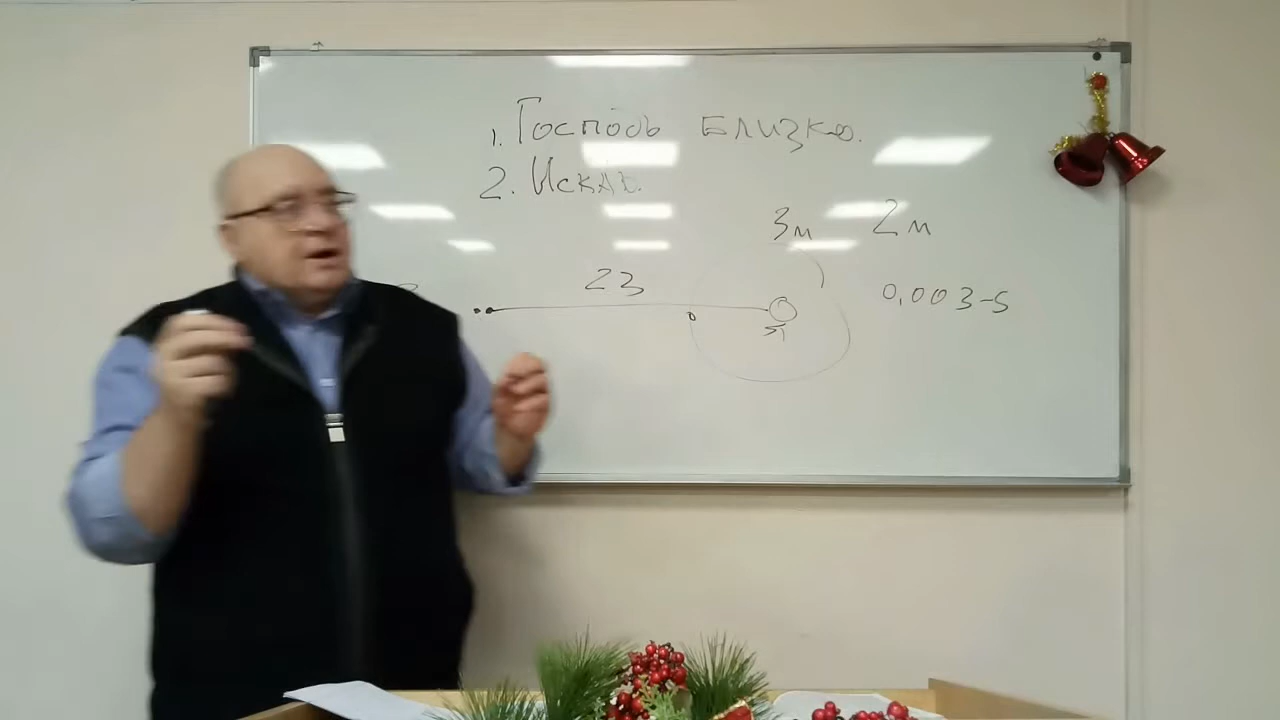 1. Господь близко.
2. Искать.
3м 2м
23
0,003-5